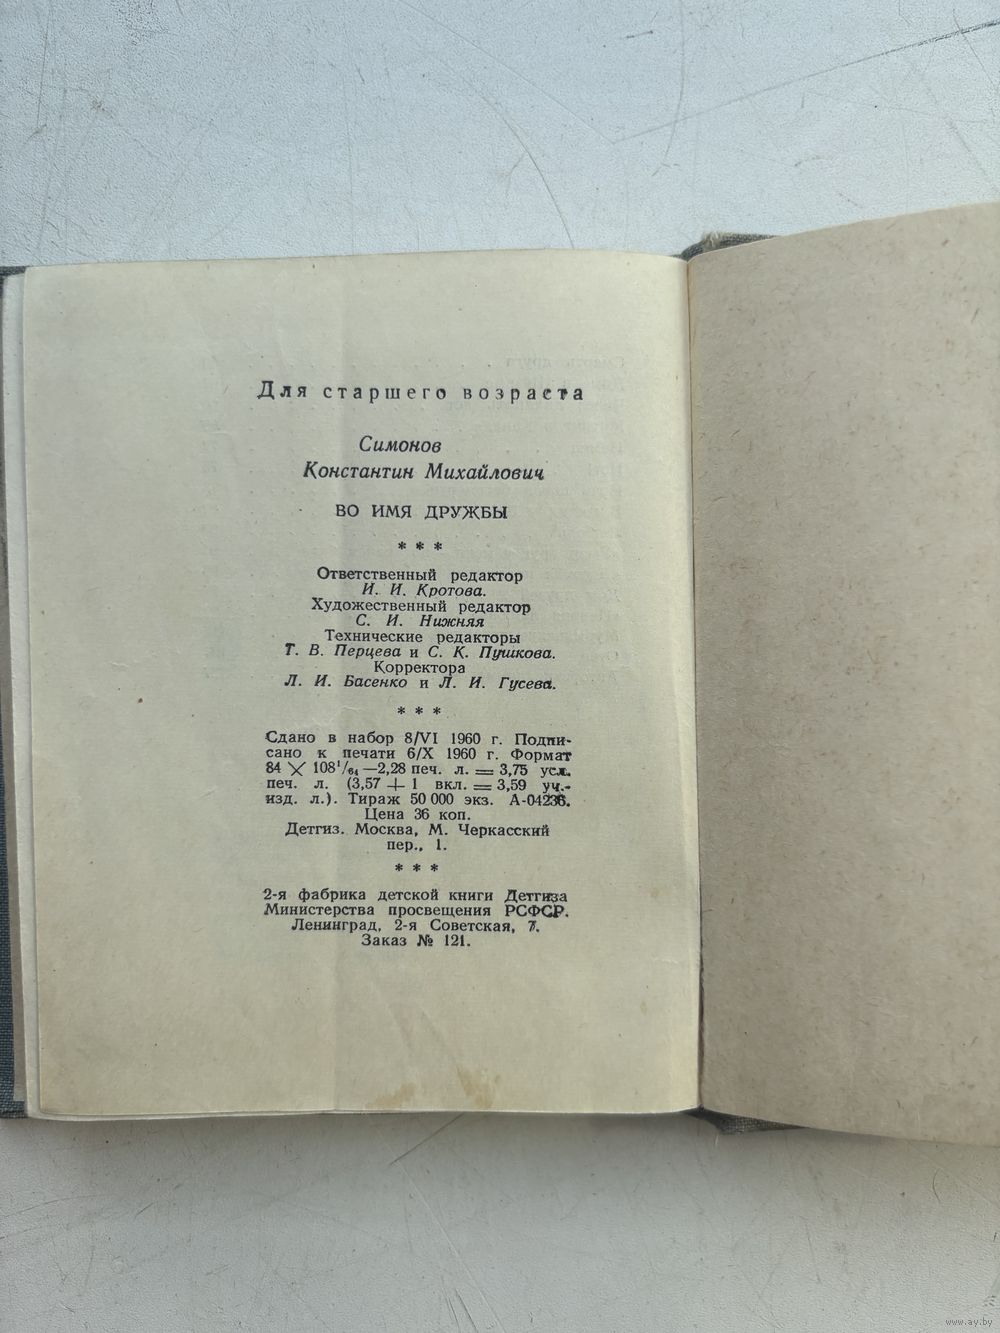 Для старшего возраста
Симонов
Константин Михайлович
ВО ИМЯ ДРУЖБЫ
* * *
Ответственный редактор
И. И. Кротова.
Художественный редактор
С. И. Нижняя
Технические редакторы
Т. В. Перцева и С. К. Пушкова.
Корректора
Л. И. Басенко и Л. И. Гусева.
* * *
Сдано в набор 8/VI 1960 г. Подпи-
сано к печати 6/X 1960 г. Формат
84 × 108¹/₆₄—2,28 печ. л. = 3,75 усл.
печ. л. (3,57 + 1 вкл. = 3,59 уч.-
изд. л.). Тираж 50 000 экз. А-04236.
Цена 36 коп.
Детгиз. Москва, М. Черкасский
пер., 1.
* * *
2-я фабрика детской книги Детгиза
Министерства просвещения РСФСР.
Ленинград, 2-я Советская, 7.
Заказ № 121.
www.ay.by